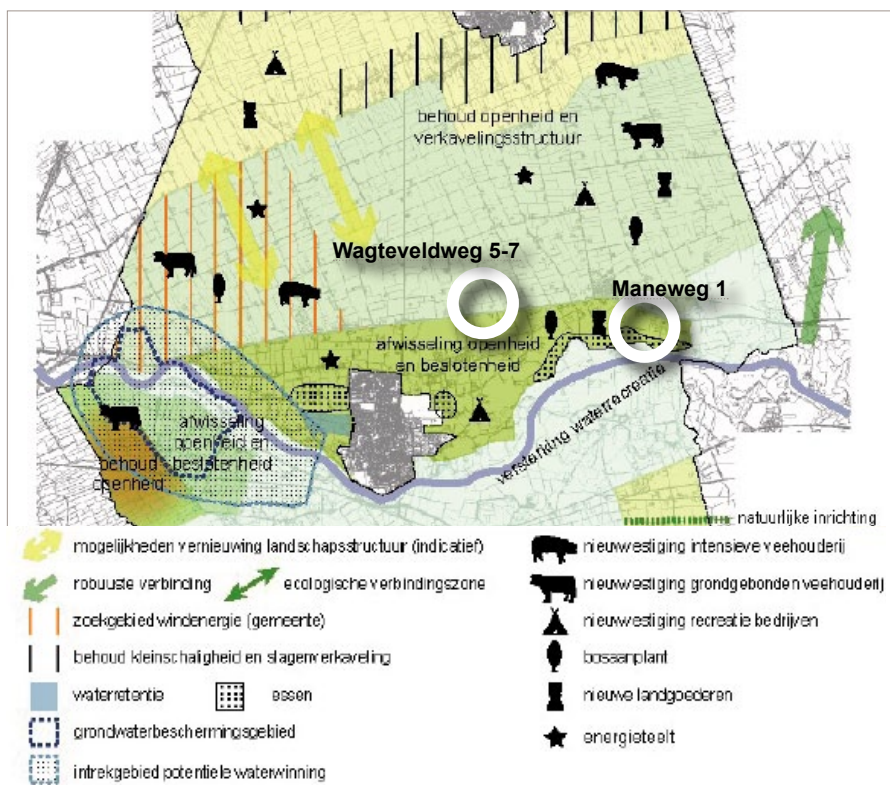 behoud openheid en
verkavelingsstructuur
Wagteveldweg 5-7
Maneweg 1
afwisseling openheid
en beslotenheid
versterking waterrecreatie
afwisseling
openheid en
beslotenheid
behoud
openheid
natuurlijke inrichting
mogelijkheden vernieuwing landschapsstructuur (indicatief)
robuuste verbinding
ecologische verbindingszone
zoekgebied windenergie (gemeente)
behoud kleinschaligheid en slagenverkaveling
waterretentie
essen
grondwaterbeschermingsgebied
intrekgebied potentiele waterwinning
nieuwvestiging intensieve veehouderij
nieuwvestiging grondgebonden veehouderij
nieuwvestiging recreatie bedrijven
bosaanplant
nieuwe landgoederen
energieteelt